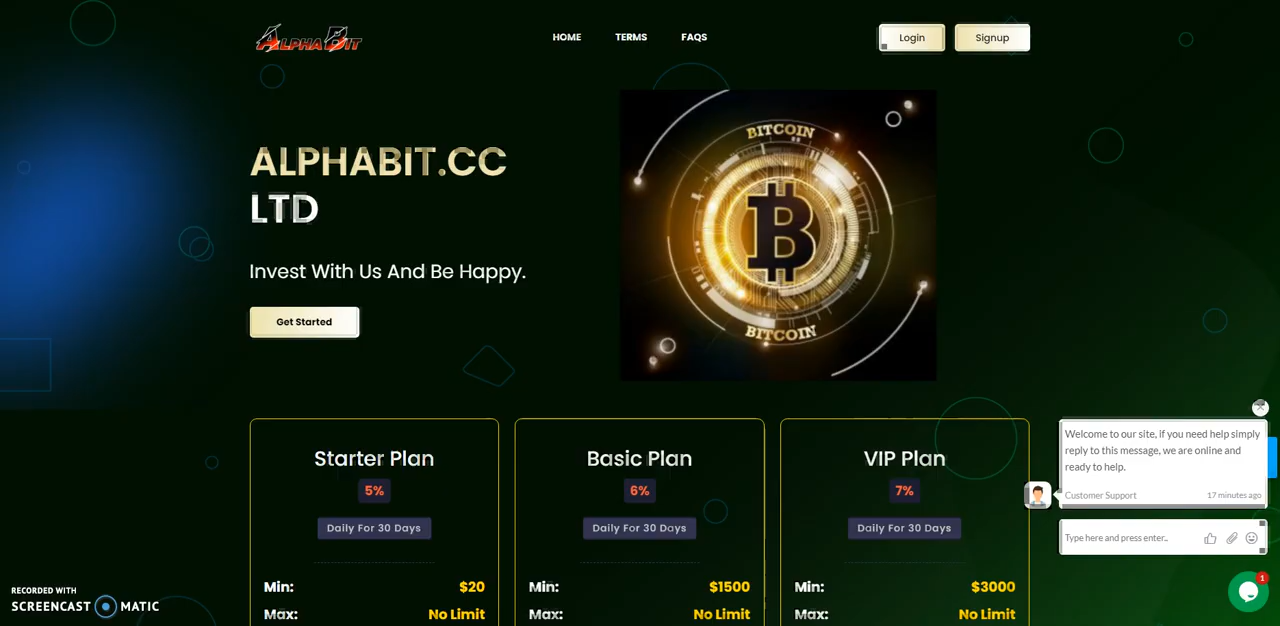 ALPHABIT
HOME TERMS FAQS
Login Signup
BITCOIN
BITCOIN
ALPHABIT.CC
LTD
Invest With Us And Be Happy.
Get Started
Starter Plan
5%
Daily For 30 Days
Min: $20
Max: No Limit
Basic Plan
6%
Daily For 30 Days
Min: $1500
Max: No Limit
VIP Plan
7%
Daily For 30 Days
Min: $3000
Max: No Limit
Welcome to our site, if you need help simply
reply to this message, we are online and
ready to help.
Customer Support 17 minutes ago
Type here and press enter..
1
RECORDED WITH
SCREENCAST MATIC